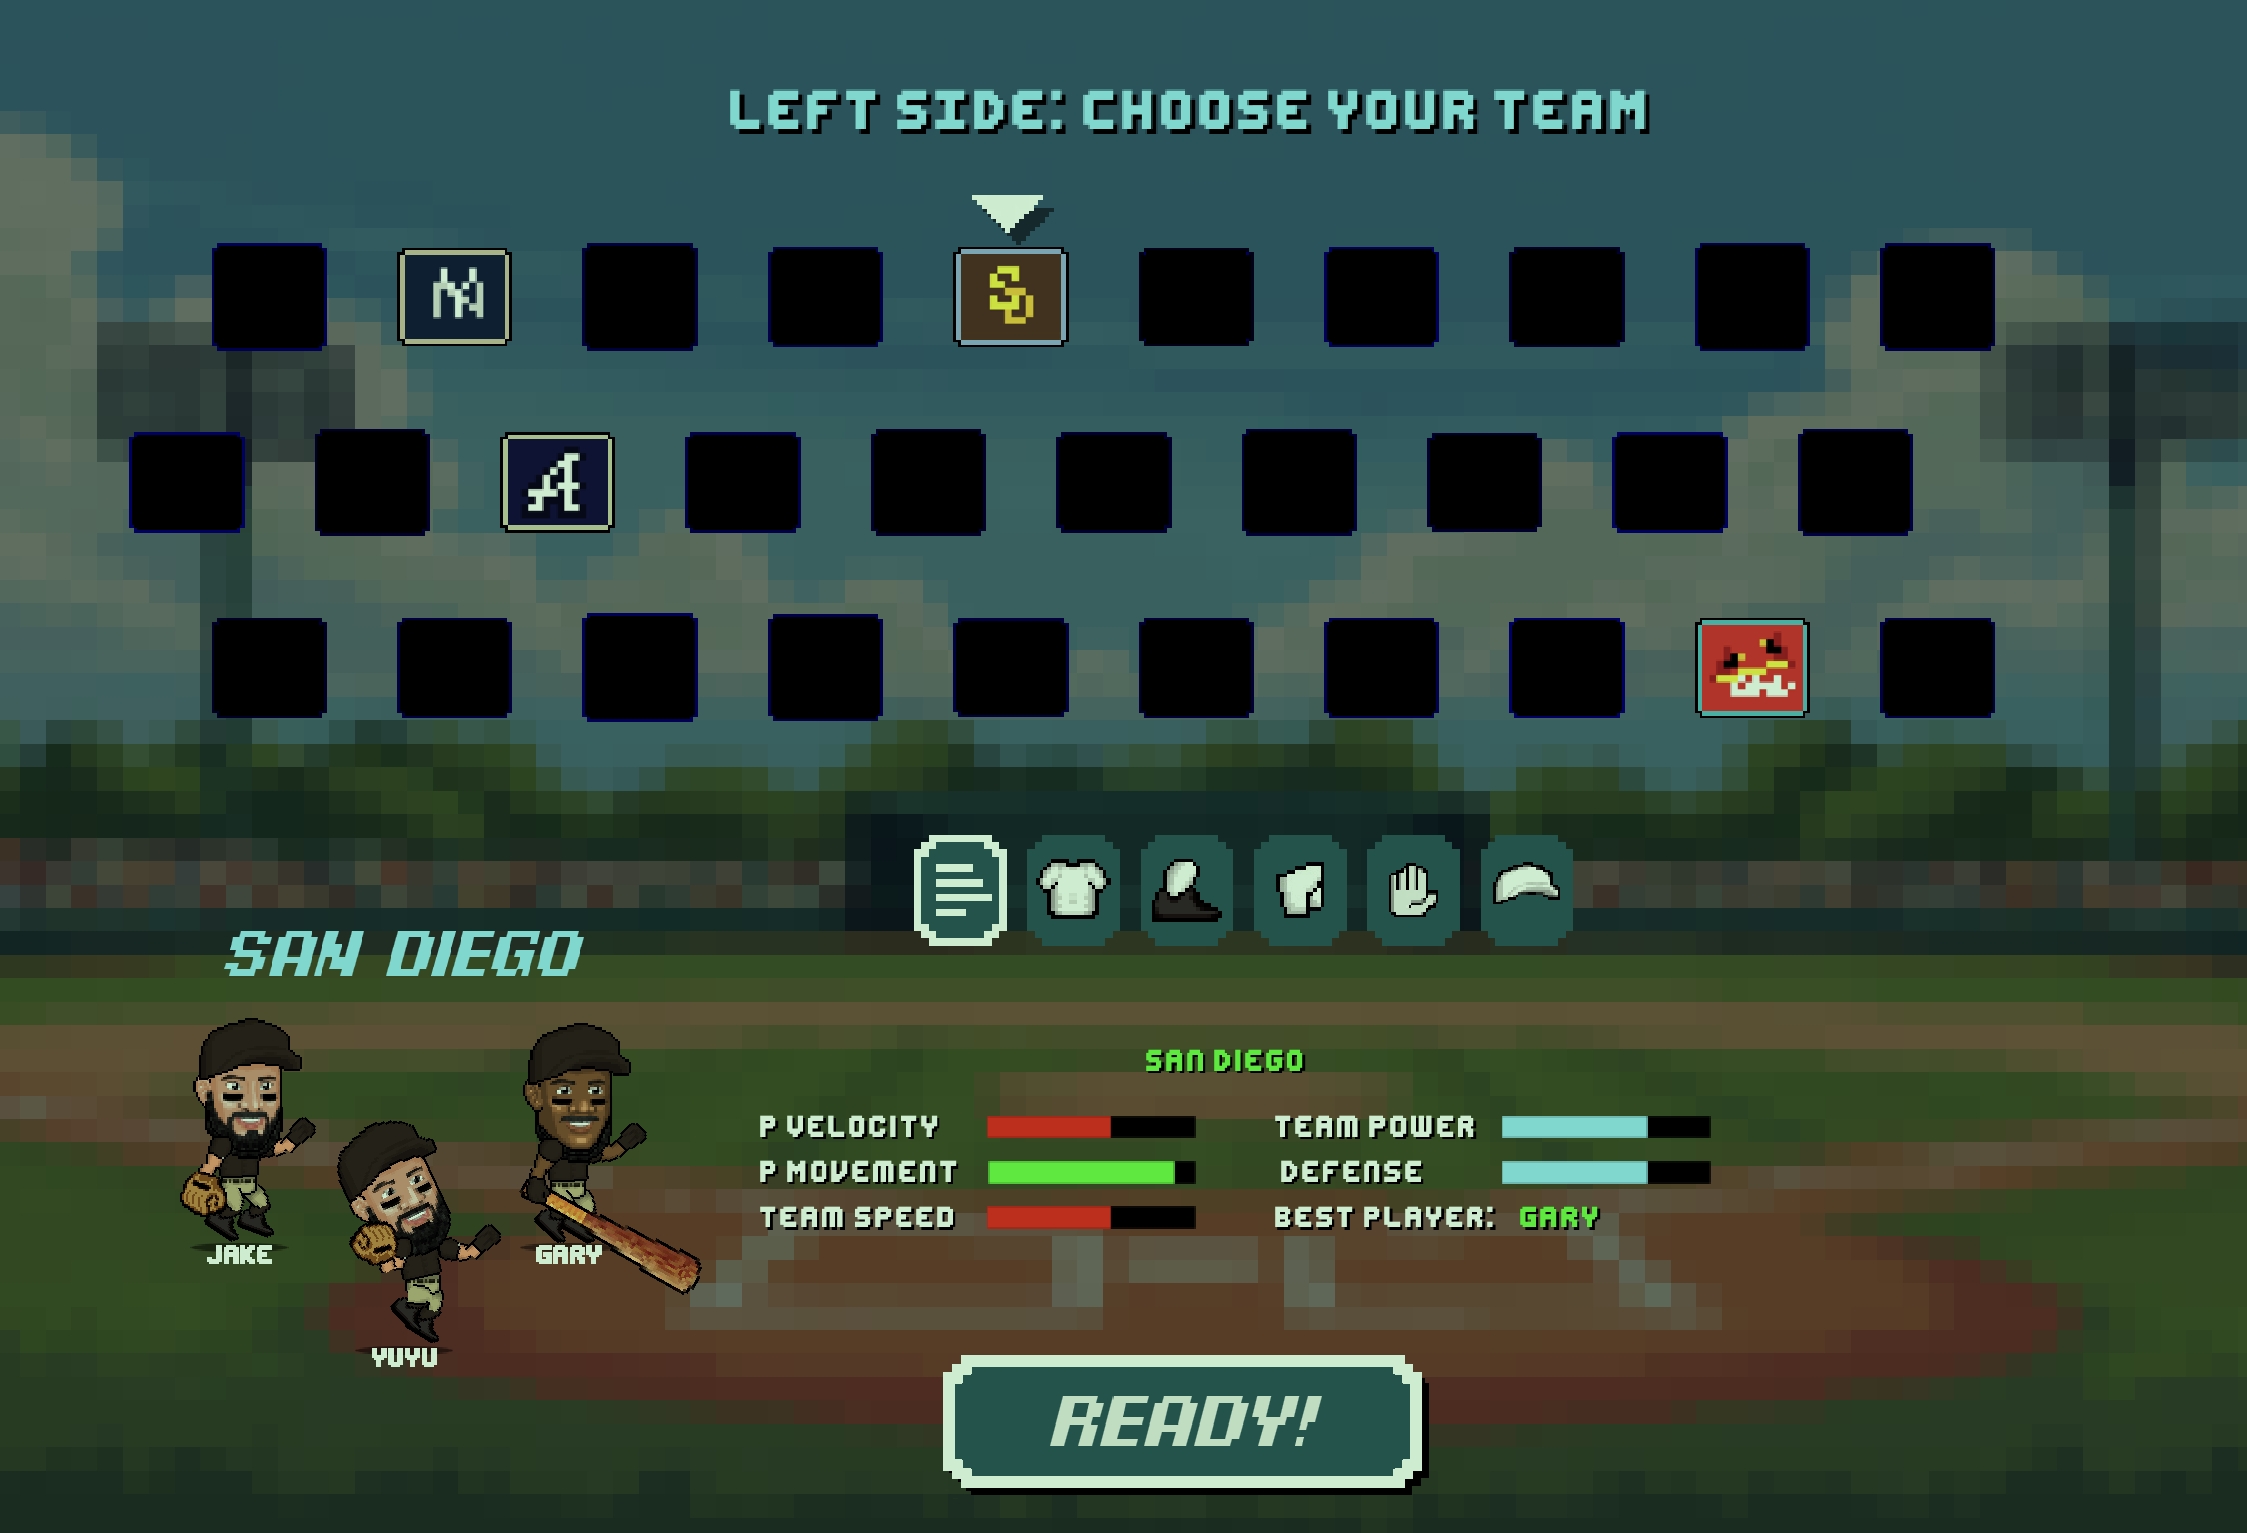 LEFT SIDE: CHOOSE YOUR TEAM
SD
A
SAN DIEGO
SAN DIEGO
P VELOCITY
TEAM POWER
P MOVEMENT
DEFENSE
TEAM SPEED
BEST PLAYER: GARY
JAKE
GARY
YUYU
READY!